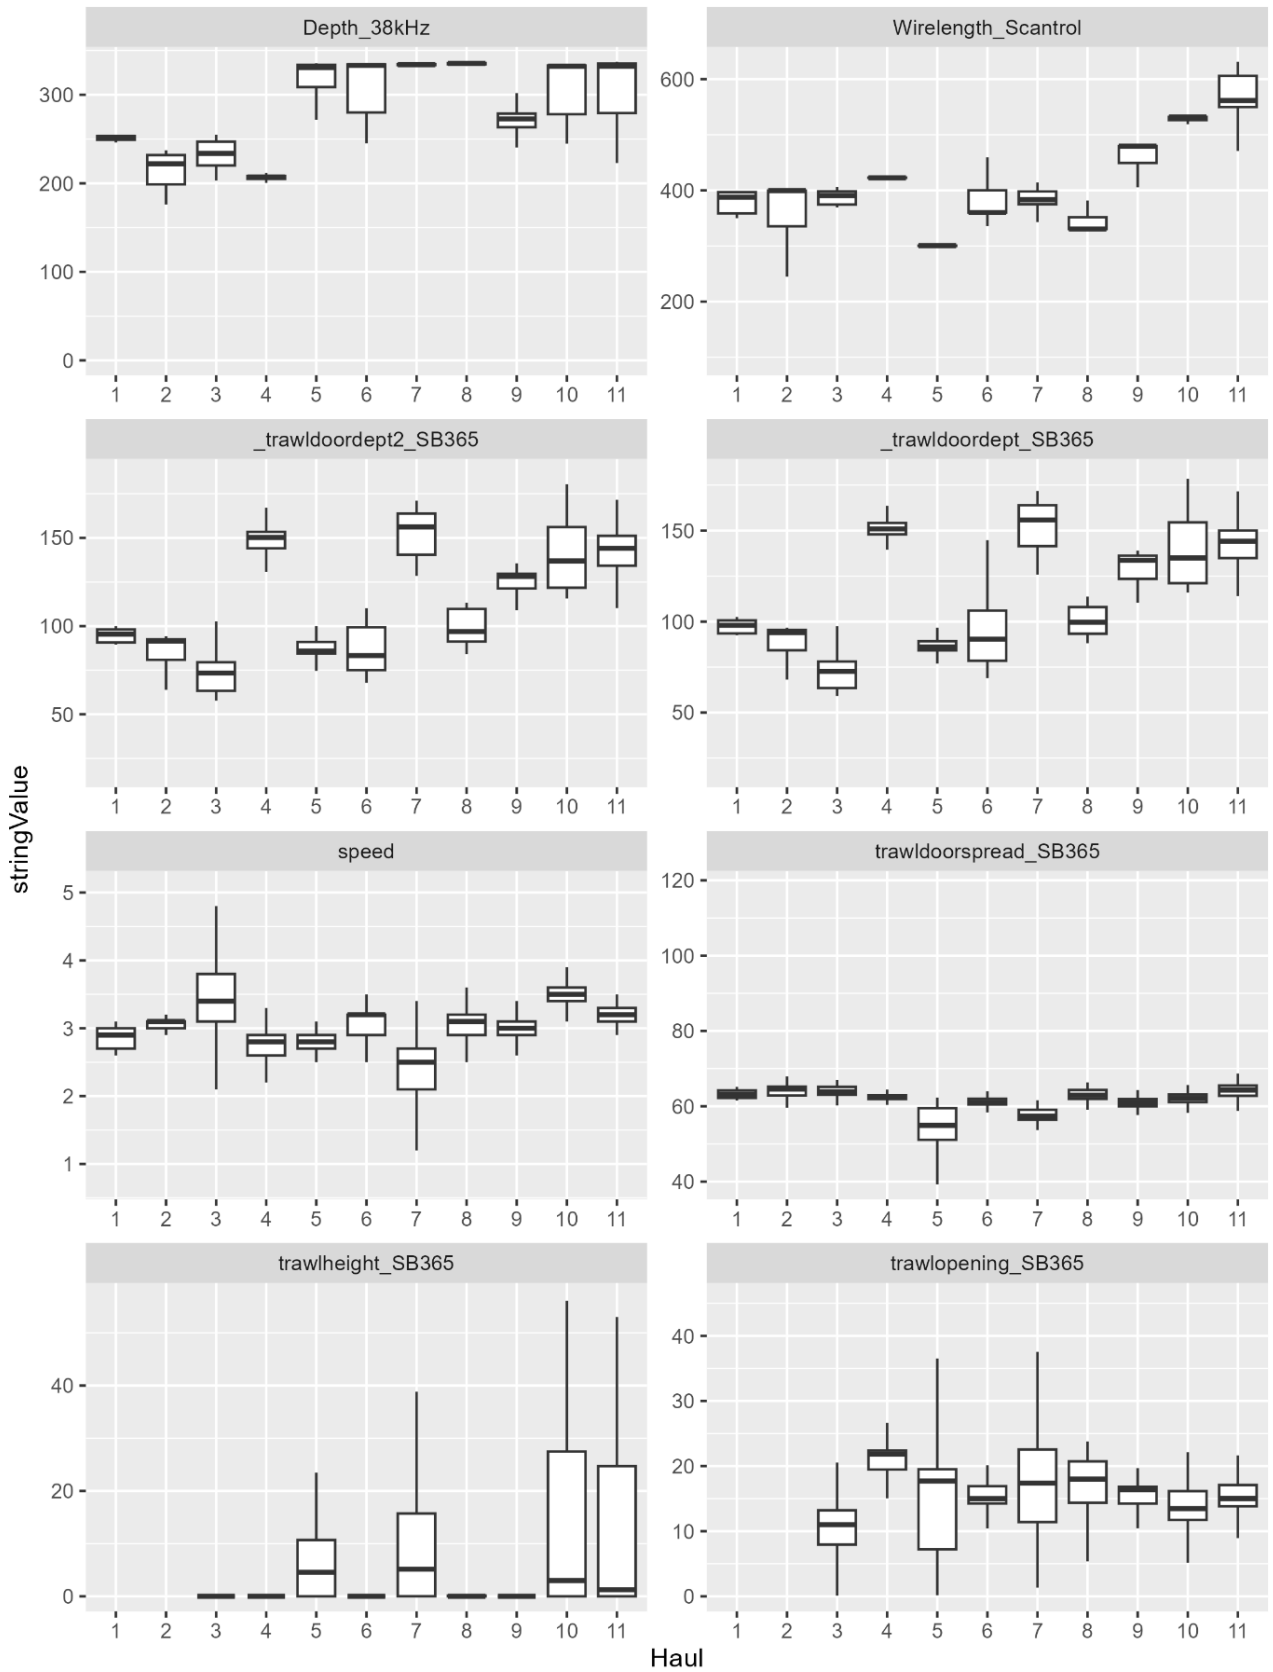 Depth_38kHz
Wirelength_Scantrol
300
200
100
0
600
400
200
1 2 3 4 5 6 7 8 9 10 11
1 2 3 4 5 6 7 8 9 10 11
_trawldoordept2_SB365
_trawldoordept_SB365
150
100
50
150
100
50
1 2 3 4 5 6 7 8 9 10 11
1 2 3 4 5 6 7 8 9 10 11
stringValue
speed
trawldoorspread_SB365
5
4
3
2
1
120
100
80
60
40
1 2 3 4 5 6 7 8 9 10 11
1 2 3 4 5 6 7 8 9 10 11
trawlheight_SB365
trawlopening_SB365
40
20
0
40
30
20
10
0
1 2 3 4 5 6 7 8 9 10 11
1 2 3 4 5 6 7 8 9 10 11
Haul